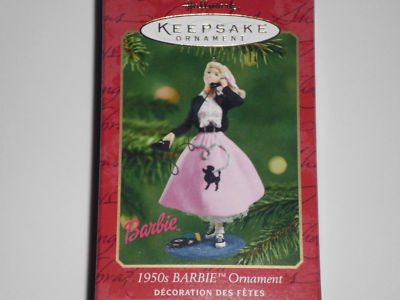 Hallmark
KEEPSAKE
ORNAMENT
Barbie
1950s BARBIE™ Ornament
DÉCORATION DES FÊTES